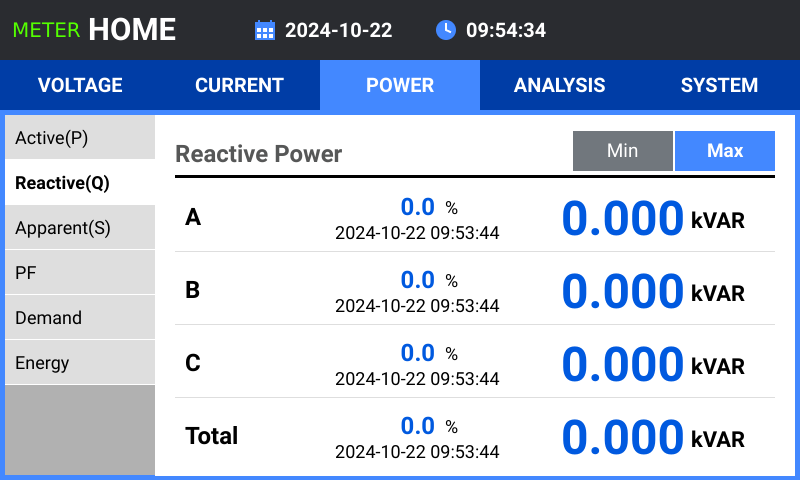 METER HOME 2024-10-22 09:54:34
VOLTAGE CURRENT POWER ANALYSIS SYSTEM
Active(P)
Reactive(Q)
Apparent(S)
PF
Demand
Energy
Reactive Power Min Max
A 0.0 % 0.000 kVAR
2024-10-22 09:53:44
B 0.0 % 0.000 kVAR
2024-10-22 09:53:44
C 0.0 % 0.000 kVAR
2024-10-22 09:53:44
Total 0.0 % 0.000 kVAR
2024-10-22 09:53:44